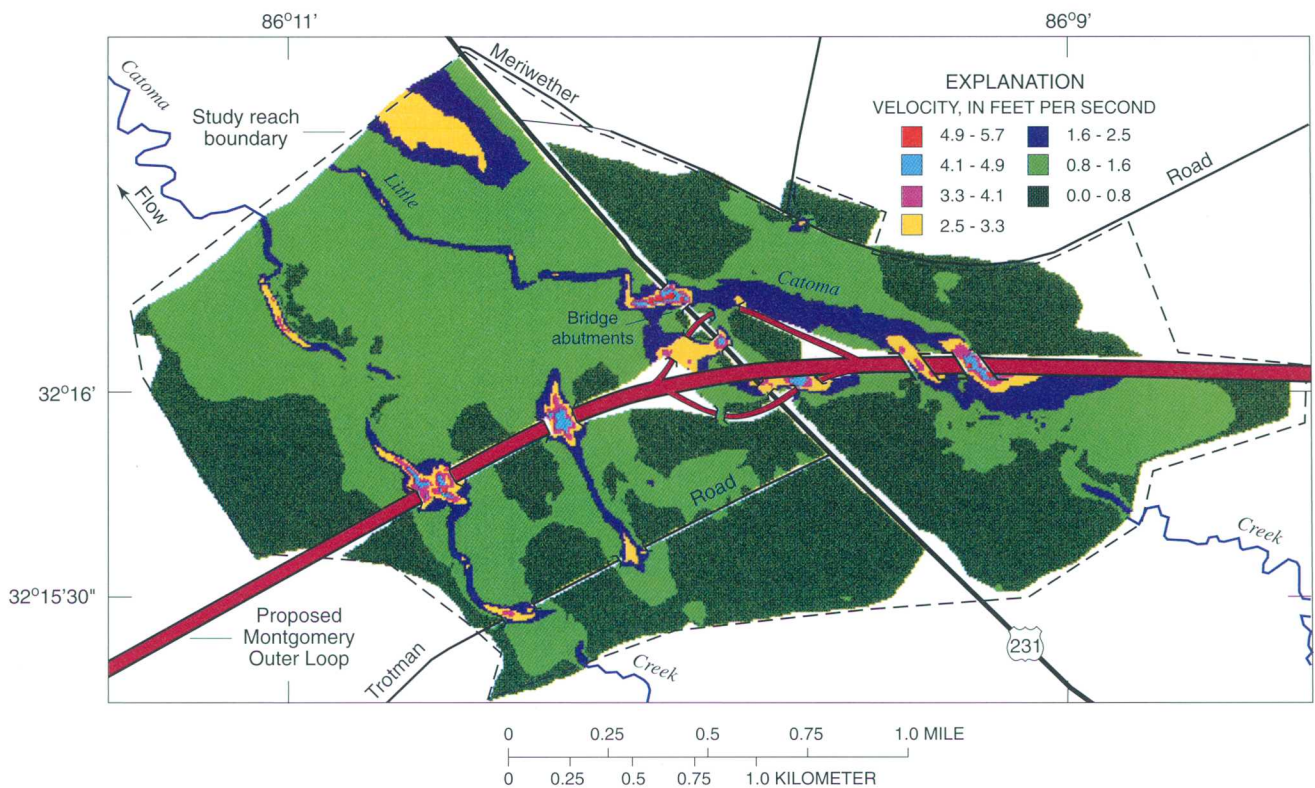 86°11'
86°9'
Catoma
Meriwether
Study reach
boundary
Flow
Little
EXPLANATION
VELOCITY, IN FEET PER SECOND
4.9 - 5.7
1.6 - 2.5
4.1 - 4.9
0.8 - 1.6
3.3 - 4.1
0.0 - 0.8
2.5 - 3.3
Road
Catoma
Bridge
abutments
32°16'
Road
Creek
32°15'30"
Proposed
Montgomery
Outer Loop
Trotman
Creek
231
0 0.25 0.5 0.75 1.0 MILE
0 0.25 0.5 0.75 1.0 KILOMETER